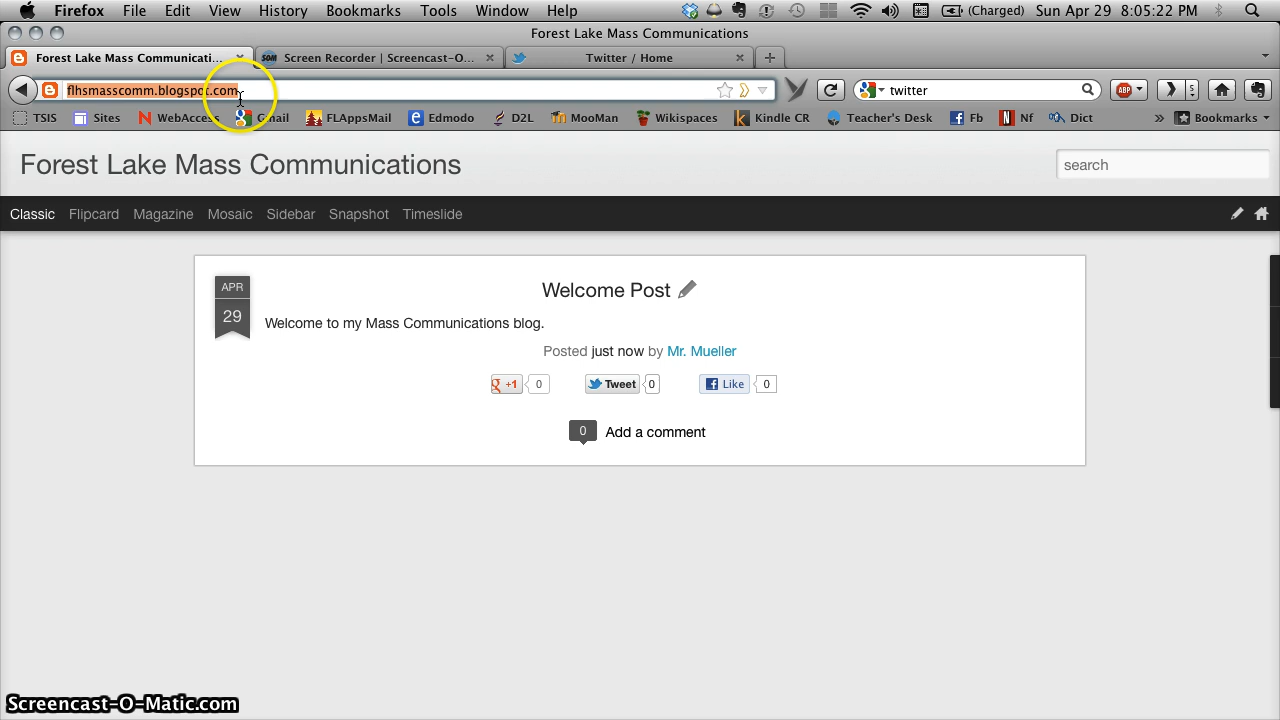 Firefox File Edit View History Bookmarks Tools Window Help (Charged) Sun Apr 29 8:05:22 PM
Forest Lake Mass Communications
Forest Lake Mass Communicati... Screen Recorder | Screencast-O... Twitter / Home
flhsmasscomm.blogspot.com twitter ABP
TSIS Sites WebAccess Gmail FLAppsMail Edmodo D2L MooMan Wikispaces Kindle CR Teacher's Desk Fb Nf Dict Bookmarks
Forest Lake Mass Communications search
Classic Flipcard Magazine Mosaic Sidebar Snapshot Timeslide
APR
29
Welcome Post
Welcome to my Mass Communications blog.
Posted just now by Mr. Mueller
+1 0 Tweet 0 Like 0
0 Add a comment
Screencast-O-Matic.com